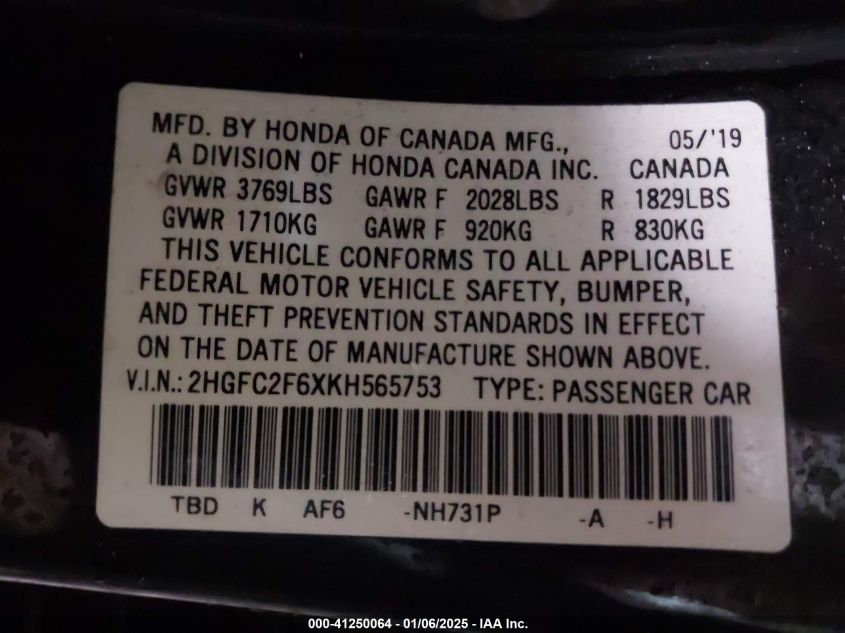 MFD. BY HONDA OF CANADA MFG., 05/'19
A DIVISION OF HONDA CANADA INC. CANADA
GVWR 3769LBS GAWR F 2028LBS R 1829LBS
GVWR 1710KG GAWR F 920KG R 830KG
THIS VEHICLE CONFORMS TO ALL APPLICABLE
FEDERAL MOTOR VEHICLE SAFETY, BUMPER,
AND THEFT PREVENTION STANDARDS IN EFFECT
ON THE DATE OF MANUFACTURE SHOWN ABOVE.
V.I.N.: 2HGFC2F6XKH565753 TYPE: PASSENGER CAR
TBD K AF6 -NH731P -A -H
000-41250064 - 01/06/2025 - IAA Inc.